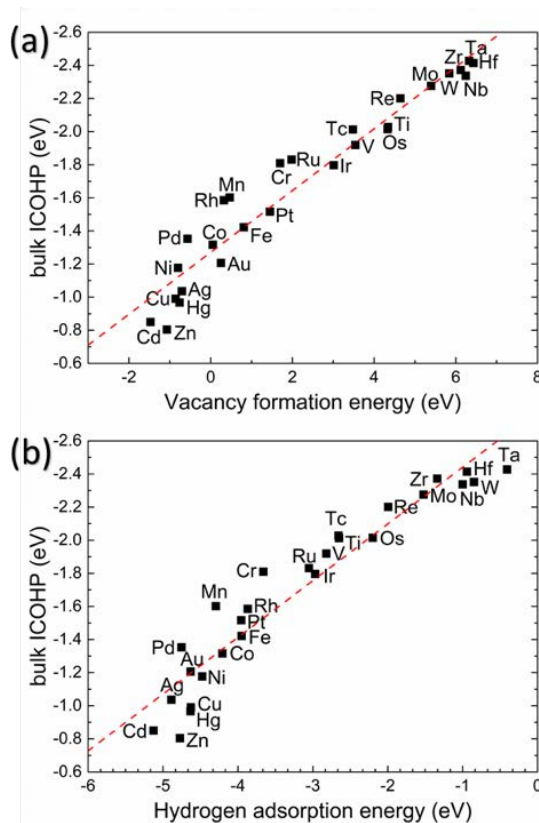 (a)
bulk ICOHP (eV)
-2.6
-2.4
-2.2
-2.0
-1.8
-1.6
-1.4
-1.2
-1.0
-0.8
-0.6
Zr Ta
Hf
Mo
W Nb
Re
Tc
Ti
Os
V
Ru
Cr
Ir
Mn
Rh
Pt
Co
Fe
Pd
Ni
Au
Ag
Cu
Hg
Cd
Zn
-2 0 2 4 6 8
Vacancy formation energy (eV)
(b)
bulk ICOHP (eV)
-2.6
-2.4
-2.2
-2.0
-1.8
-1.6
-1.4
-1.2
-1.0
-0.8
-0.6
Ta
Hf
Zr
W
Mo
Nb
Re
Tc
Ti
Os
V
Ru
Cr
Ir
Mn
Rh
Pt
Fe
Pd
Co
Au
Ni
Ag
Cu
Hg
Cd
Zn
-6 -5 -4 -3 -2 -1 0
Hydrogen adsorption energy (eV)